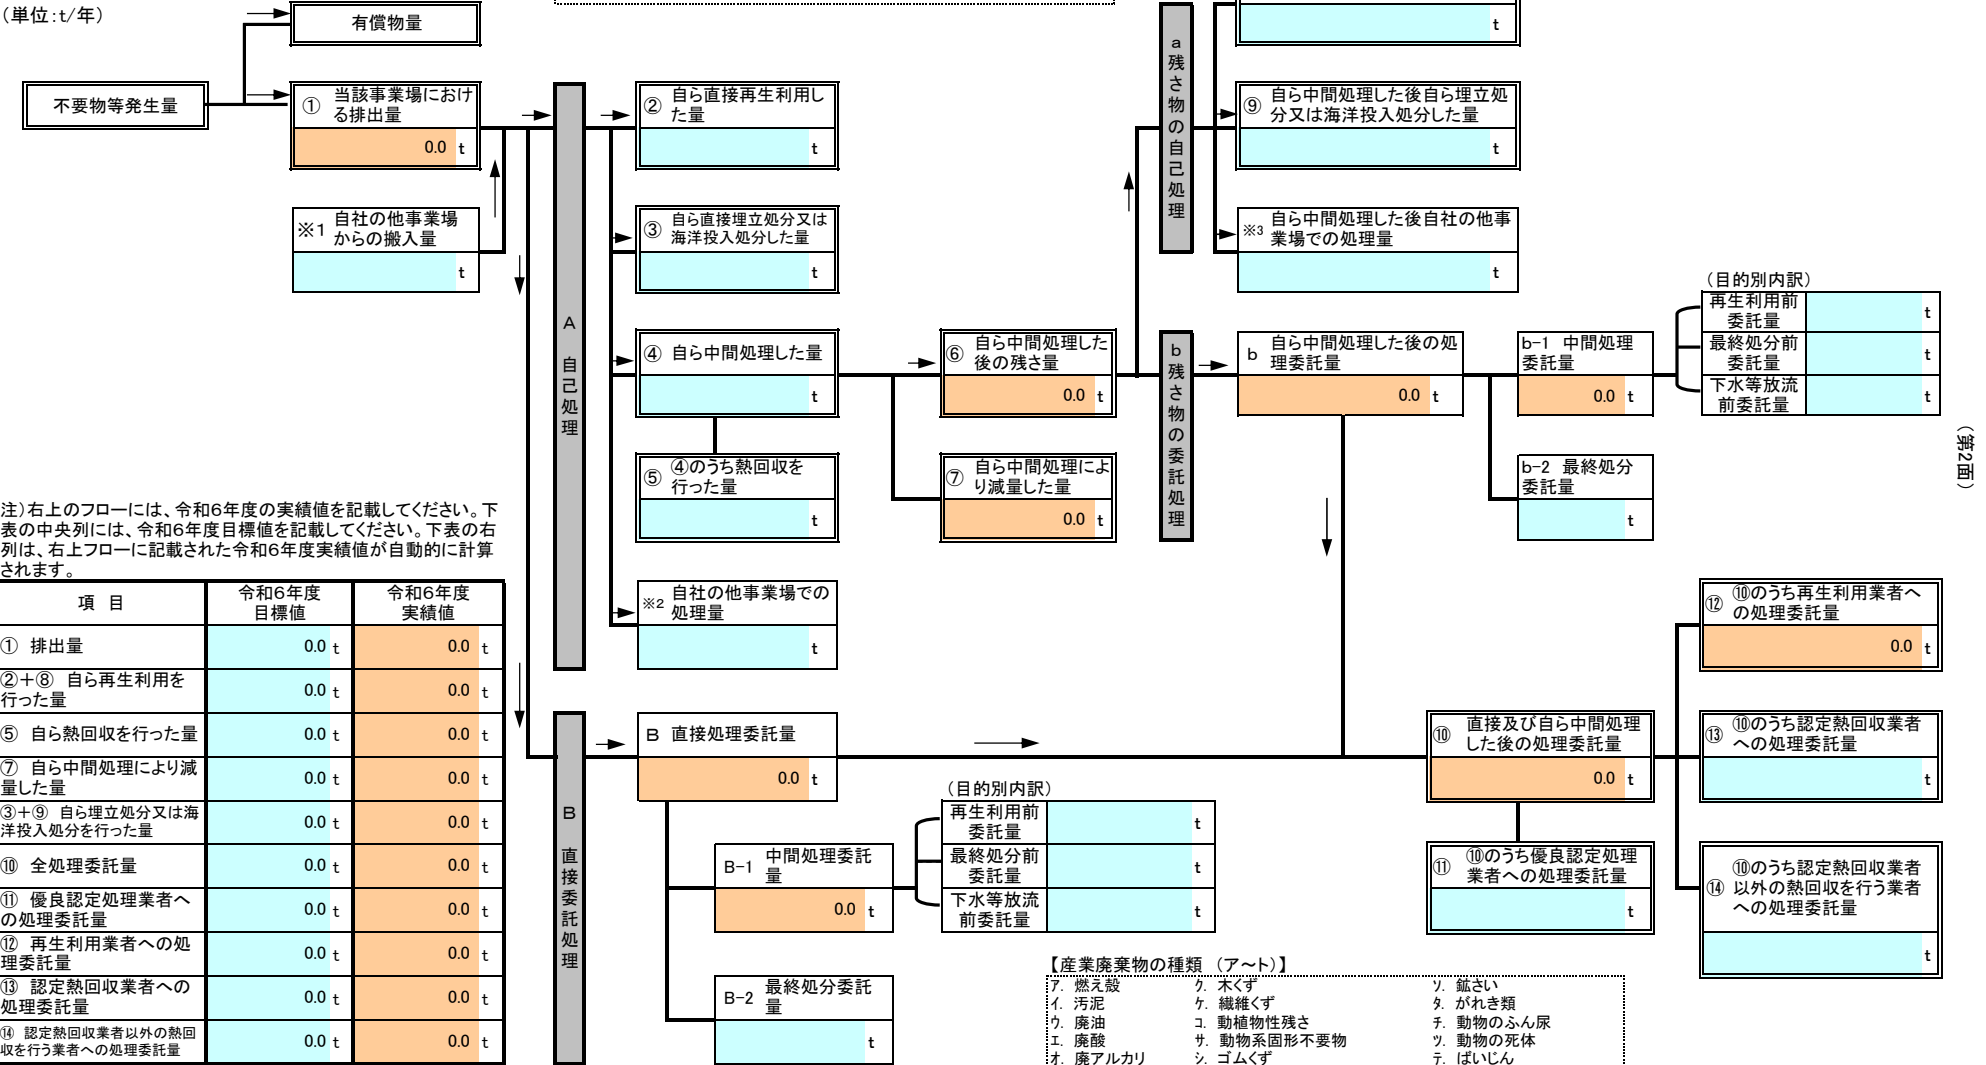 (単位:t/年)
有償物量
不要物等発生量
① 当該事業場におけ
る排出量
0.0 t
※1 自社の他事業場
からの搬入量
t
A 自己処理
② 自ら直接再生利用し
た量
t
③ 自ら直接埋立処分又は
海洋投入処分した量
t
④ 自ら中間処理した量
t
⑤ ④のうち熱回収を
行った量
t
※2 自社の他事業場での
処理量
t
⑥ 自ら中間処理した
後の残さ量
0.0 t
⑦ 自ら中間処理によ
り減量した量
0.0 t
a残さ物の自己処理
t
⑨ 自ら中間処理した後自ら埋立処
分又は海洋投入処分した量
t
※3 自ら中間処理した後自社の他事
業場での処理量
t
b残さ物の委託処理
b 自ら中間処理した後の処
理委託量
0.0 t
b-1 中間処理
委託量
0.0 t
b-2 最終処分
委託量
t
(目的別内訳)
再生利用前
委託量
t
最終処分前
委託量
t
下水等放流
前委託量
t
(第2面)
注)右上のフローには、令和6年度の実績値を記載してください。下
表の中央列には、令和6年度目標値を記載してください。下表の右
列は、右上フローに記載された令和6年度実績値が自動的に計算
されます。
項 目
令和6年度
目標値
令和6年度
実績値
① 排出量
0.0 t 0.0 t
②+⑧ 自ら再生利用を
行った量
0.0 t 0.0 t
⑤ 自ら熱回収を行った量
0.0 t 0.0 t
⑦ 自ら中間処理により減
量した量
0.0 t 0.0 t
③+⑨ 自ら埋立処分又は海
洋投入処分を行った量
0.0 t 0.0 t
⑩ 全処理委託量
0.0 t 0.0 t
⑪ 優良認定処理業者へ
の処理委託量
0.0 t 0.0 t
⑫ 再生利用業者への処
理委託量
0.0 t 0.0 t
⑬ 認定熱回収業者への
処理委託量
0.0 t 0.0 t
⑭ 認定熱回収業者以外の熱回
収を行う業者への処理委託量
0.0 t 0.0 t
B 直接委託処理
B 直接処理委託量
0.0 t
B-1 中間処理委託
量
0.0 t
B-2 最終処分委託
量
t
(目的別内訳)
再生利用前
委託量
t
最終処分前
委託量
t
下水等放流
前委託量
t
⑩ 直接及び自ら中間処理
した後の処理委託量
0.0 t
⑪ ⑩のうち優良認定処理
業者への処理委託量
t
⑫ ⑩のうち再生利用業者へ
の処理委託量
0.0 t
⑬ ⑩のうち認定熱回収業者
への処理委託量
t
⑭ ⑩のうち認定熱回収業者
以外の熱回収を行う業者
への処理委託量
t
【産業廃棄物の種類 (ア～ト)】
ア. 燃え殻 ク. 木くず ソ. 鉱さい
イ. 汚泥 ケ. 繊維くず タ. がれき類
ウ. 廃油 コ. 動植物性残さ チ. 動物のふん尿
エ. 廃酸 サ. 動物系固形不要物 ツ. 動物の死体
オ. 廃アルカリ シ. ゴムくず テ. ばいじん